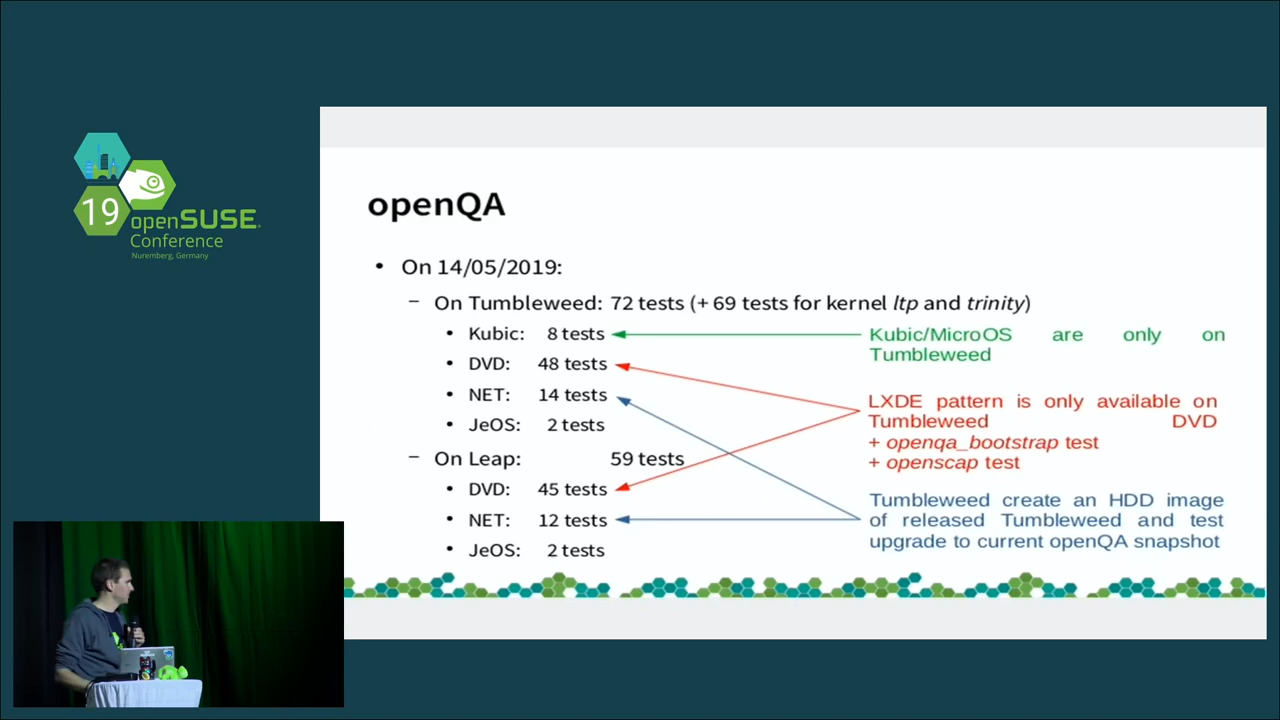 19
openSUSE
Conference
Nuremberg, Germany
openQA
• On 14/05/2019:
– On Tumbleweed: 72 tests (+ 69 tests for kernel ltp and trinity)
• Kubic: 8 tests
• DVD: 48 tests
• NET: 14 tests
• JeOS: 2 tests
– On Leap: 59 tests
• DVD: 45 tests
• NET: 12 tests
• JeOS: 2 tests
Kubic/MicroOS are only on
Tumbleweed
LXDE pattern is only available on
Tumbleweed DVD
+ openqa_bootstrap test
+ openscap test
Tumbleweed create an HDD image
of released Tumbleweed and test
upgrade to current openQA snapshot